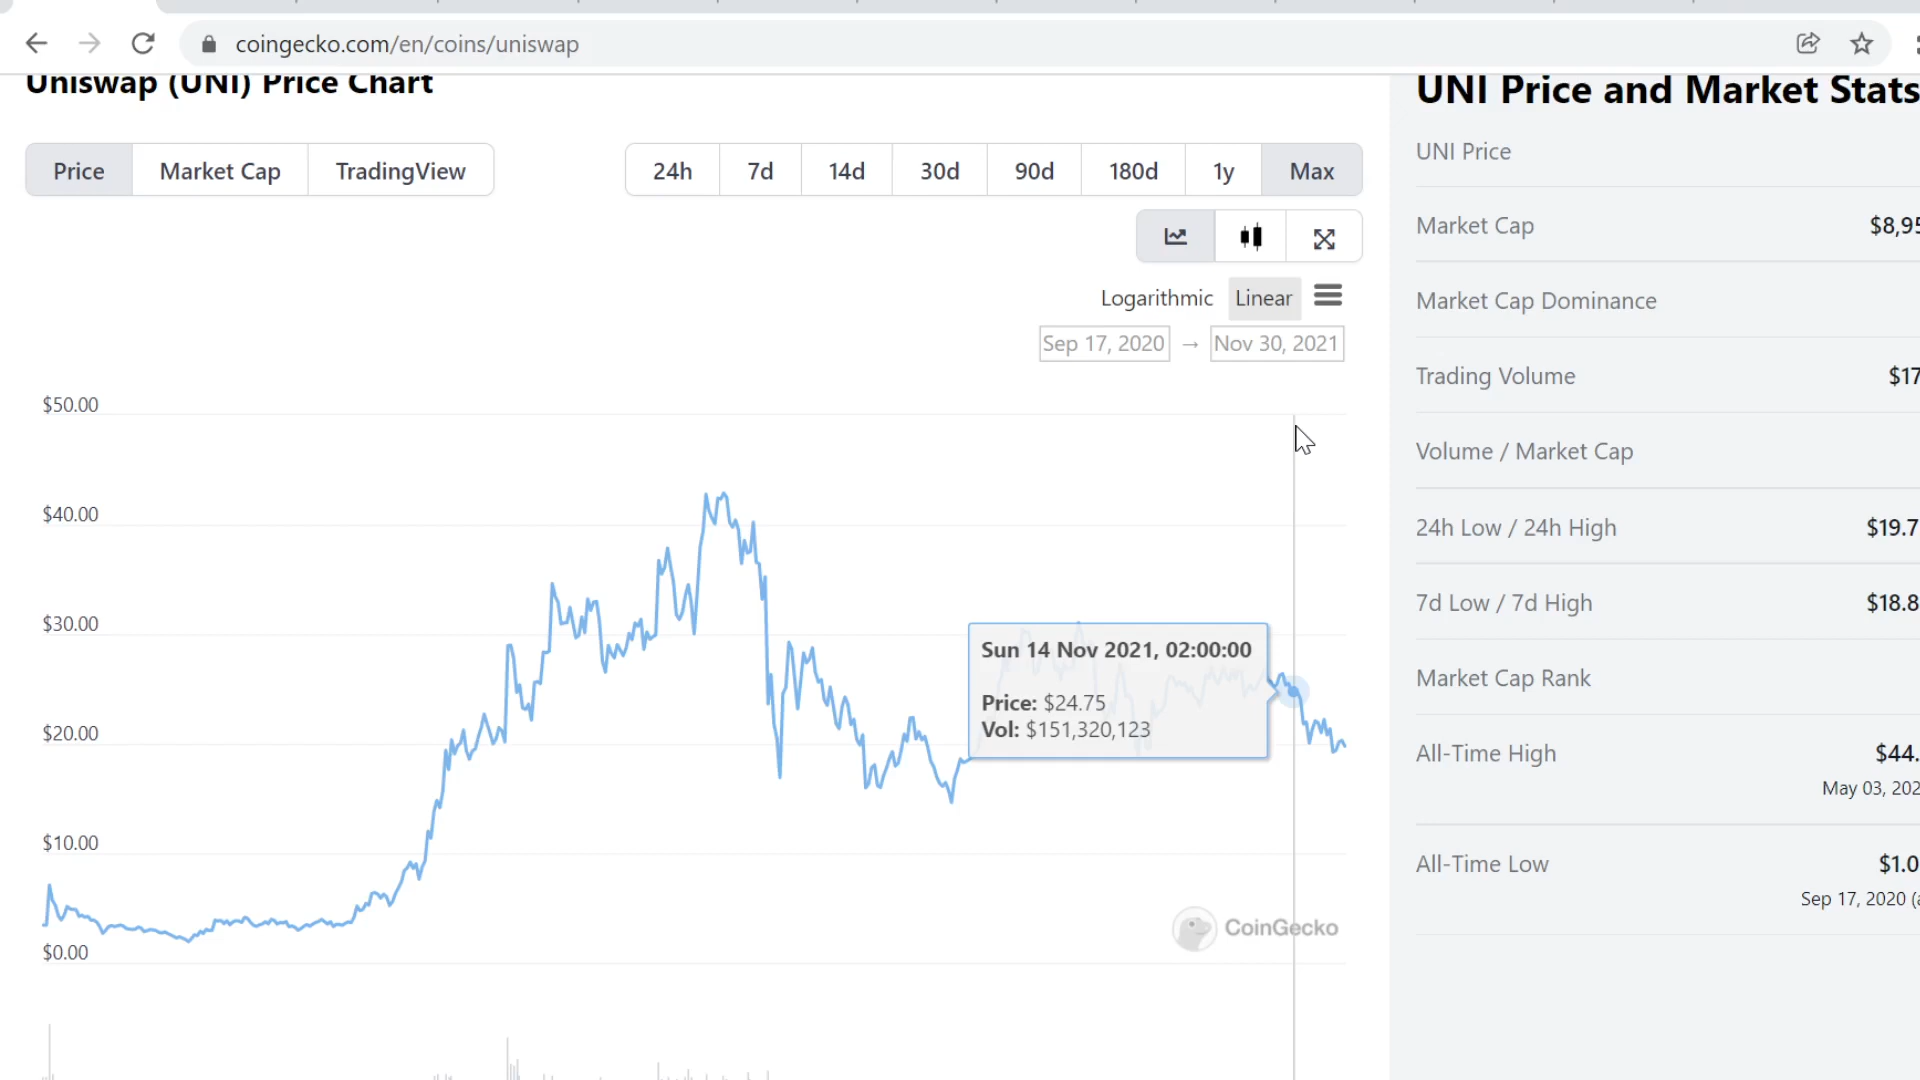 coingecko.com/en/coins/uniswap
Uniswap (UNI) Price Chart
Price Market Cap TradingView
24h 7d 14d 30d 90d 180d 1y Max
Logarithmic Linear
Sep 17, 2020 → Nov 30, 2021
$50.00
$40.00
$30.00
$20.00
$10.00
$0.00
Sun 14 Nov 2021, 02:00:00
Price: $24.75
Vol: $151,320,123
CoinGecko
UNI Price and Market Stats
UNI Price
Market Cap $8,95
Market Cap Dominance
Trading Volume $17
Volume / Market Cap
24h Low / 24h High $19.7
7d Low / 7d High $18.8
Market Cap Rank
All-Time High $44.
May 03, 202
All-Time Low $1.0
Sep 17, 2020 (a